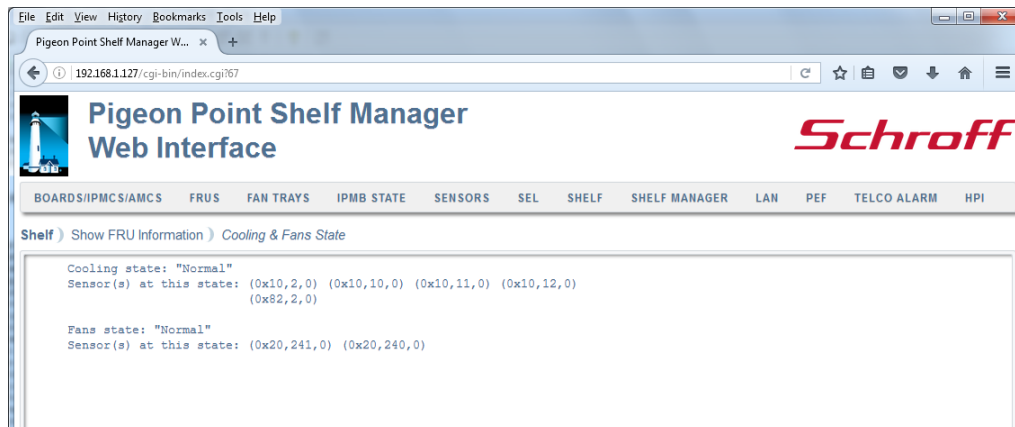 File Edit View History Bookmarks Tools Help
Pigeon Point Shelf Manager W... × +
192.168.1.127/cgi-bin/index.cgi?67
Pigeon Point Shelf Manager
Web Interface
Schroff
BOARDS/IPMCS/AMCS FRUS FAN TRAYS IPMB STATE SENSORS SEL SHELF SHELF MANAGER LAN PEF TELCO ALARM HPI
Shelf ) Show FRU Information ) Cooling & Fans State
Cooling state: "Normal"
Sensor(s) at this state: (0x10,2,0) (0x10,10,0) (0x10,11,0) (0x10,12,0)
(0x82,2,0)
Fans state: "Normal"
Sensor(s) at this state: (0x20,241,0) (0x20,240,0)